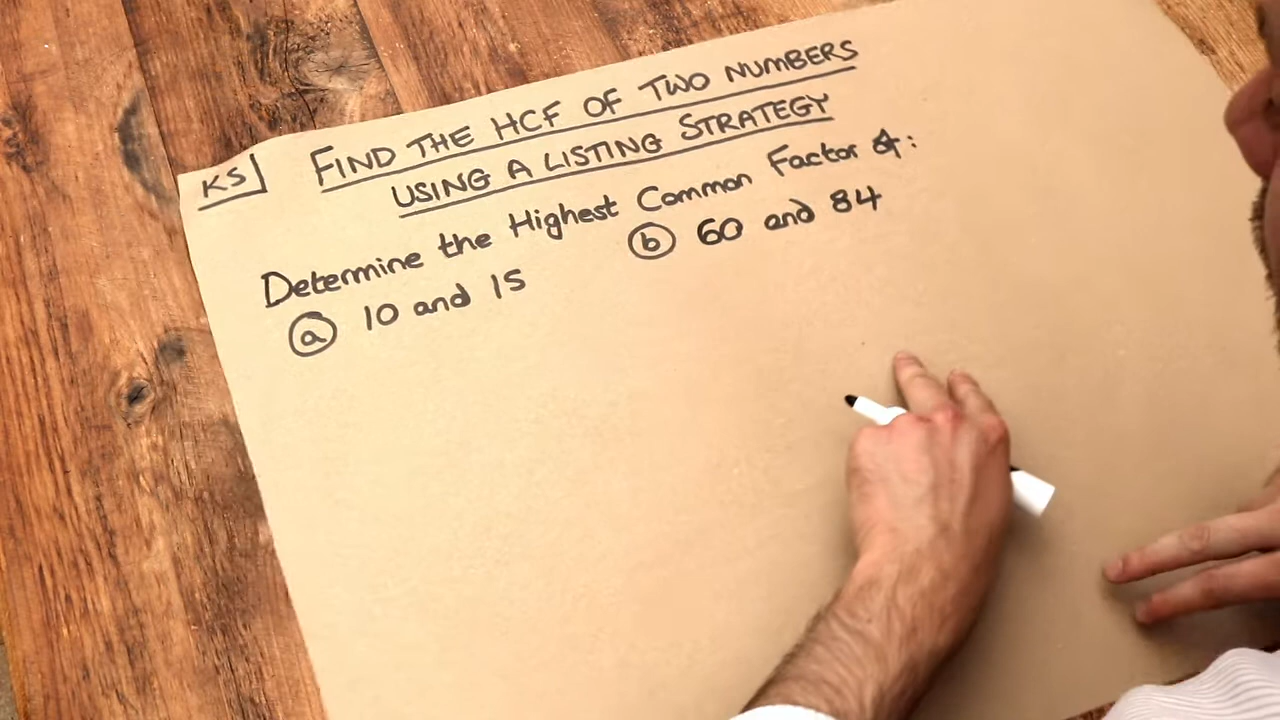 KS
FIND THE HCF OF TWO NUMBERS
USING A LISTING STRATEGY
Determine the Highest Common Factor of:
(a) 10 and 15
(b) 60 and 84